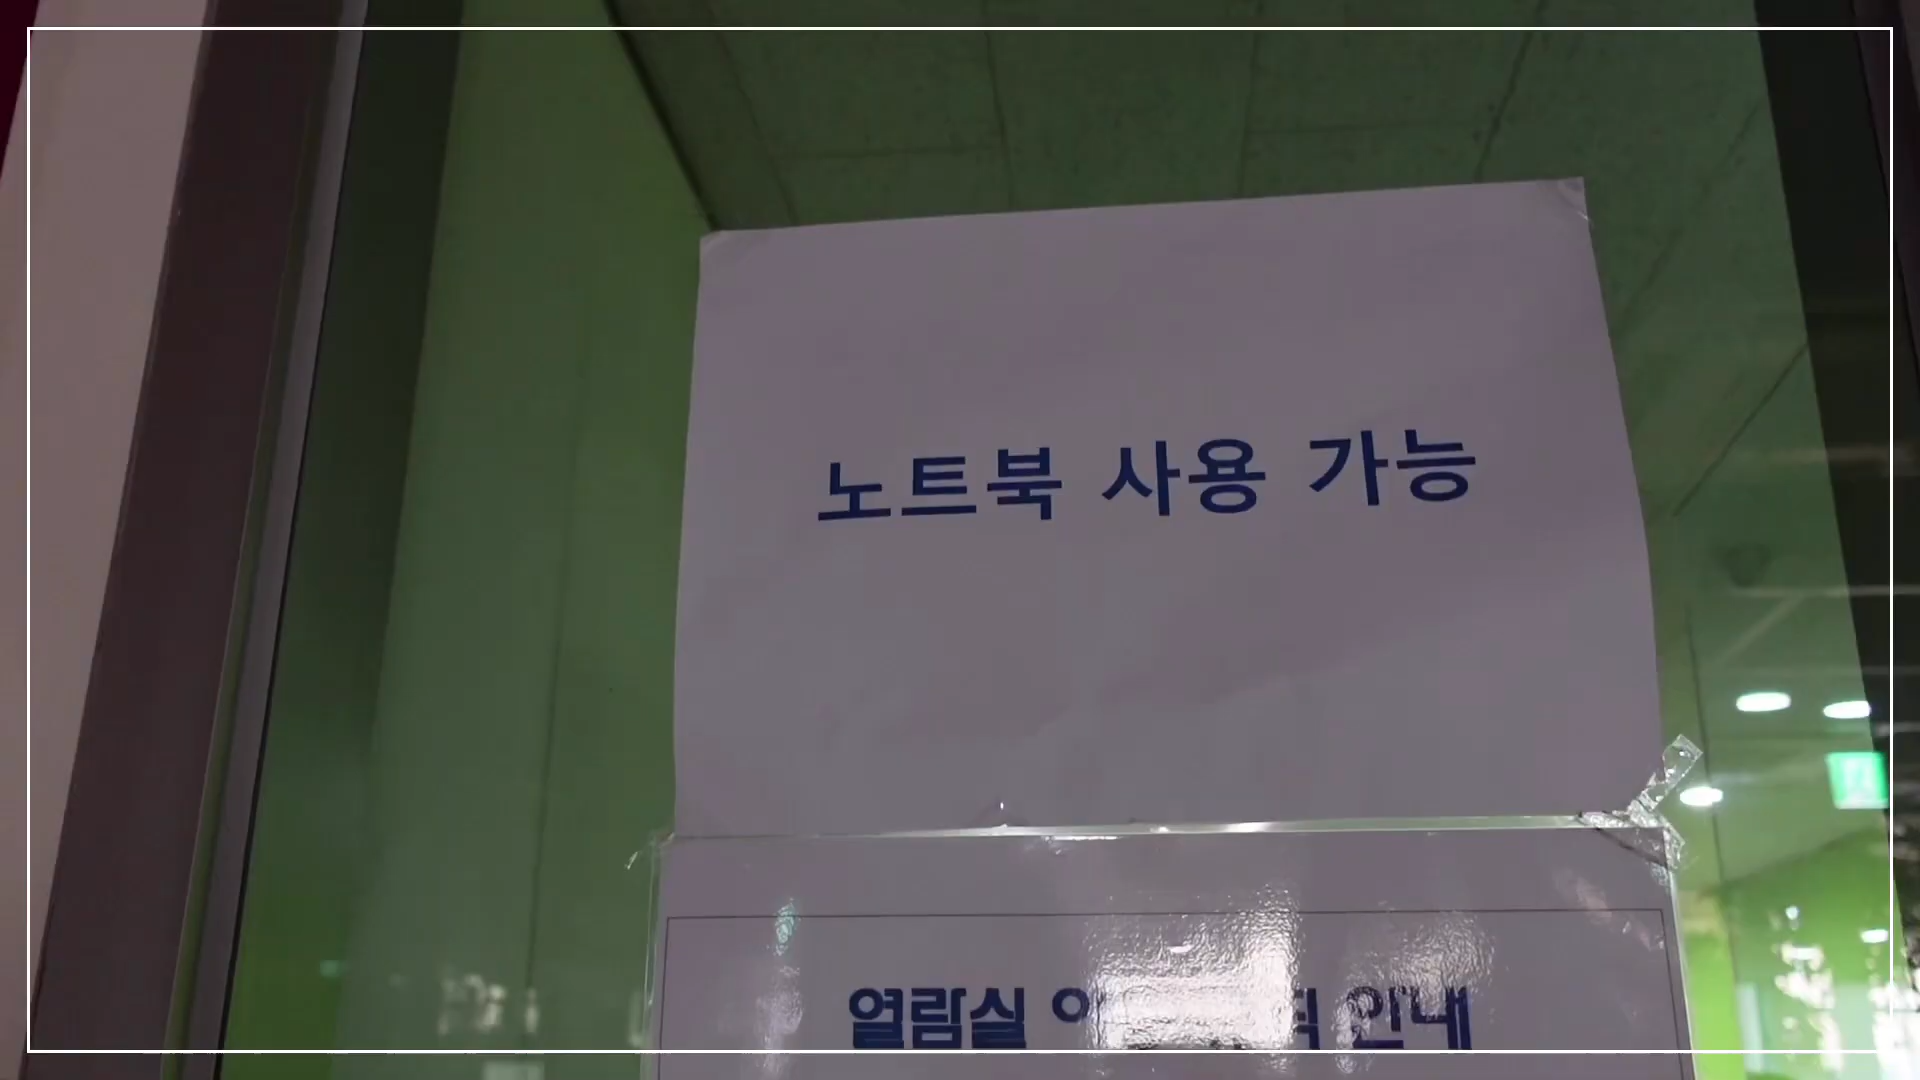 노트북 사용 가능
열람실 안내